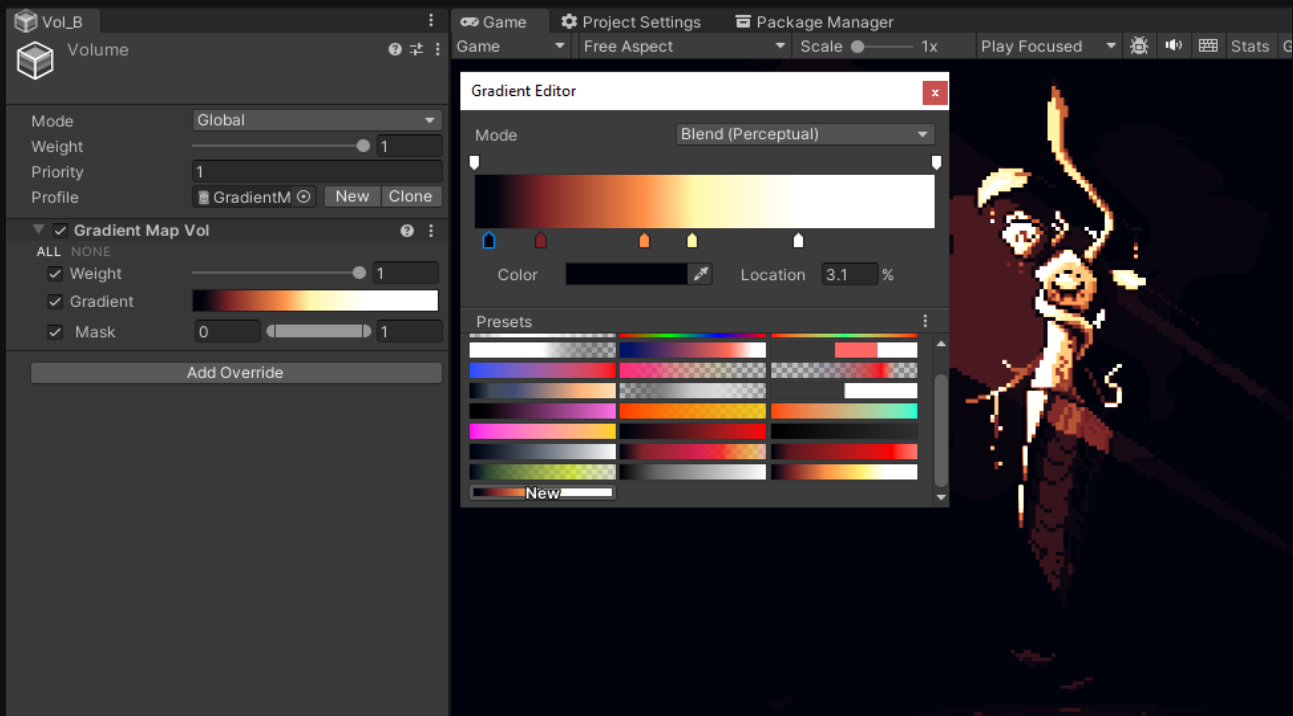 Vol_B
Volume
Mode Global
Weight 1
Priority 1
Profile GradientM New Clone
Gradient Map Vol
ALL NONE
Weight 1
Gradient
Mask 0 1
Add Override
Game Project Settings Package Manager
Game Free Aspect Scale 1x Play Focused Stats G
Gradient Editor
x
Mode Blend (Perceptual)
Color Location 3.1 %
Presets
New